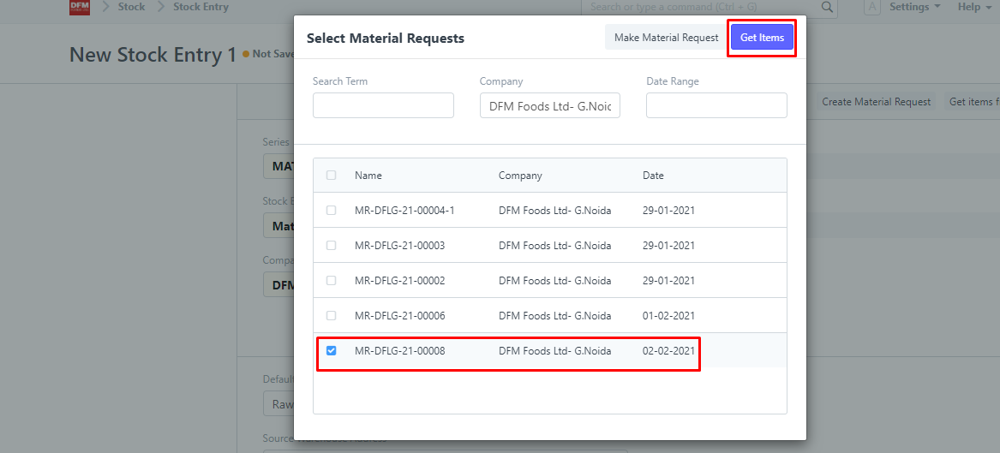 DFM
Stock
Stock Entry
Search or type a command (Ctrl + G)
A
Settings
Help
New Stock Entry 1
Not Save
Select Material Requests
Make Material Request
Get Items
Search Term
Company
Date Range
DFM Foods Ltd- G.Noic
Create Material Request
Get items f
Series
MAT
Stock E
Mat
Compa
DFM
Name
Company
Date
MR-DFLG-21-00004-1
DFM Foods Ltd- G.Noida
29-01-2021
MR-DFLG-21-00003
DFM Foods Ltd- G.Noida
29-01-2021
MR-DFLG-21-00002
DFM Foods Ltd- G.Noida
29-01-2021
MR-DFLG-21-00006
DFM Foods Ltd- G.Noida
01-02-2021
MR-DFLG-21-00008
DFM Foods Ltd- G.Noida
02-02-2021
Default
Raw
Source Warehouse Address